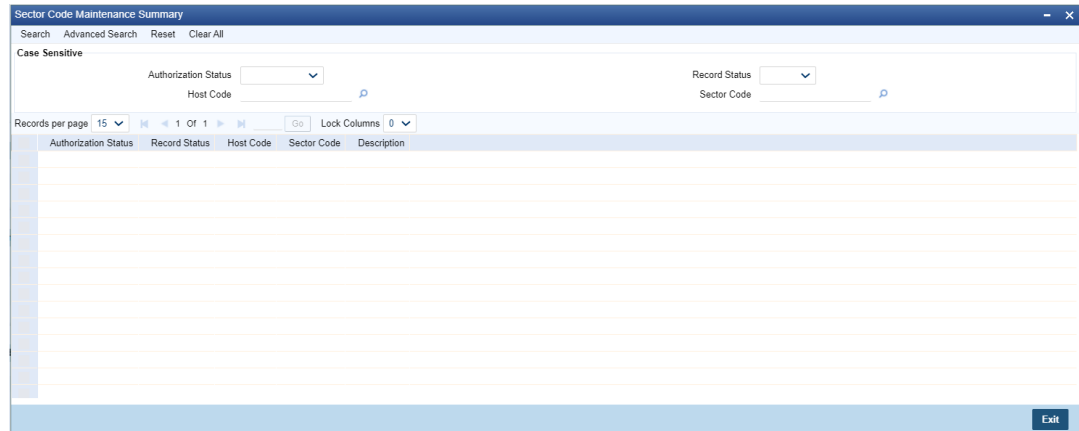 Sector Code Maintenance Summary
Search Advanced Search Reset Clear All
Case Sensitive
Authorization Status Record Status
Host Code Sector Code
Records per page 15 1 Of 1 Go Lock Columns 0
Authorization Status Record Status Host Code Sector Code Description
Exit